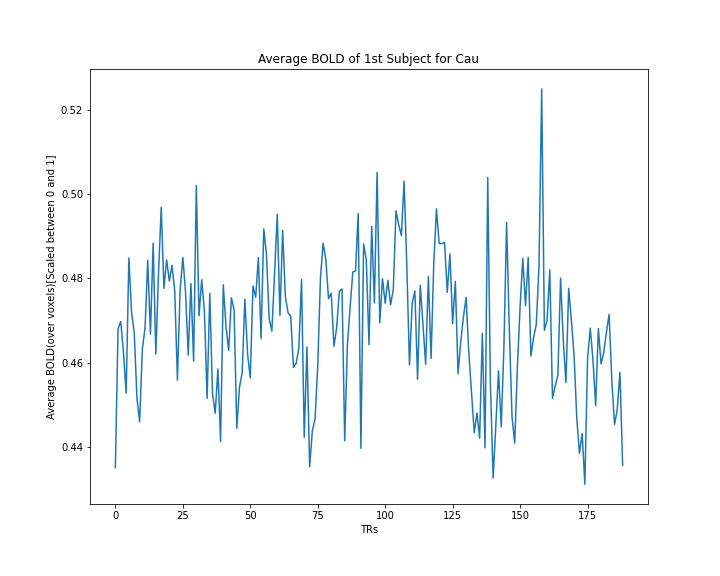 Average BOLD of 1st Subject for Cau
Average BOLD(over voxels)[Scaled between 0 and 1]
0.52
0.50
0.48
0.46
0.44
0 25 50 75 100 125 150 175
TRs